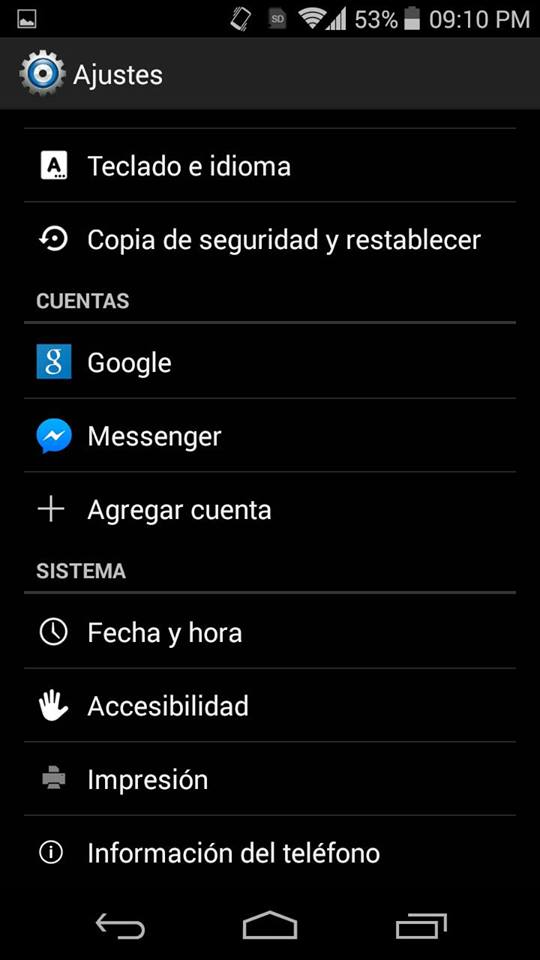 SD 53% 09:10 PM
Ajustes
Teclado e idioma
Copia de seguridad y restablecer
CUENTAS
Google
Messenger
Agregar cuenta
SISTEMA
Fecha y hora
Accesibilidad
Impresión
Información del teléfono